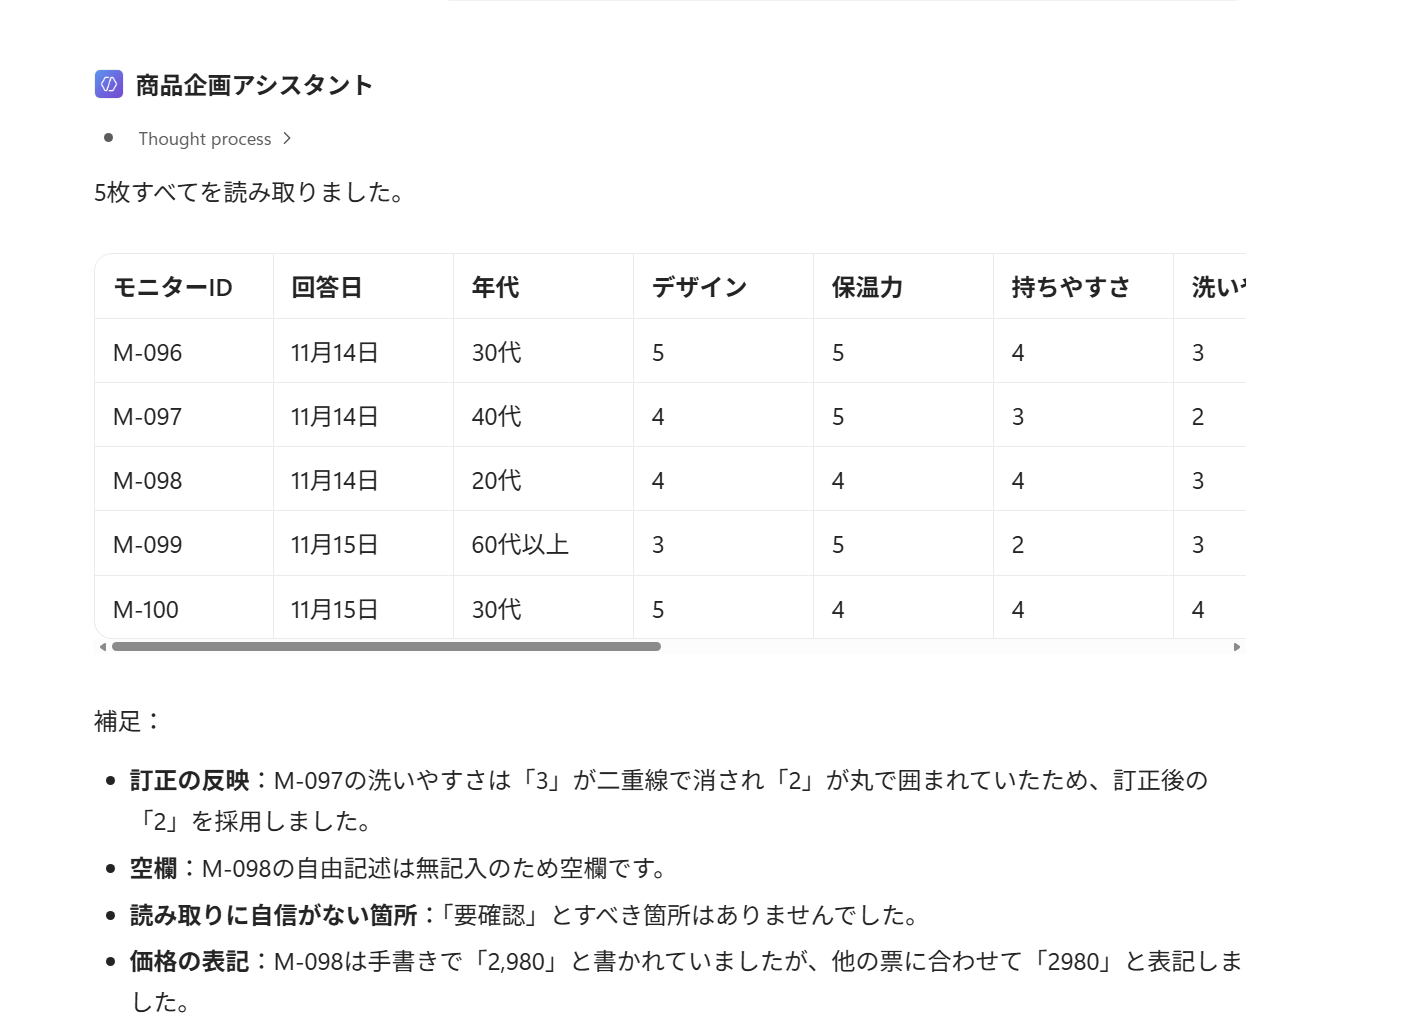 商品企画アシスタント
Thought process
5枚すべてを読み取りました。
モニターID 回答日 年代 デザイン 保温力 持ちやすさ 洗い
M-096 11月14日 30代 5 5 4 3
M-097 11月14日 40代 4 5 3 2
M-098 11月14日 20代 4 4 4 3
M-099 11月15日 60代以上 3 5 2 3
M-100 11月15日 30代 5 4 4 4
補足：
訂正の反映：M-097の洗いやすさは「3」が二重線で消され「2」が丸で囲まれていたため、訂正後の
「2」を採用しました。
空欄：M-098の自由記述は無記入のため空欄です。
読み取りに自信がない箇所：「要確認」とすべき箇所はありませんでした。
価格の表記：M-098は手書きで「2,980」と書かれていましたが、他の票に合わせて「2980」と表記しま
した。